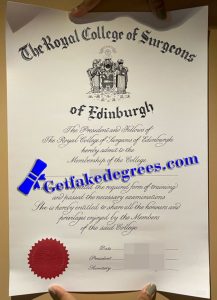 The Royal College of Surgeons
of Edinburgh
The President and Fellows of
The Royal College of Surgeons of Edinburgh
hereby admit to the
Membership of the College
Getfakedegrees.com
the required form of training
and passed the necessary examinations
She is hereby entitled to share all the honours and
privileges enjoyed by the Members
of the said College
Date
President
Secretary